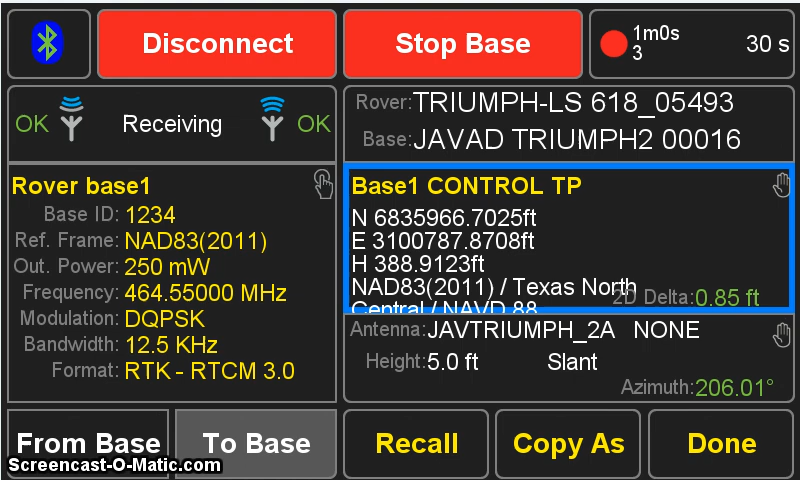 Disconnect
Stop Base
1m0s
3
30 s
OK
Receiving
OK
Rover: TRIUMPH-LS 618_05493
Base: JAVAD TRIUMPH2 00016
Rover base1
Base ID: 1234
Ref. Frame: NAD83(2011)
Out. Power: 250 mW
Frequency: 464.55000 MHz
Modulation: DQPSK
Bandwidth: 12.5 KHz
Format: RTK - RTCM 3.0
Base1 CONTROL TP
N 6835966.7025ft
E 3100787.8708ft
H 388.9123ft
NAD83(2011) / Texas North
Central / NAVD 88
2D Delta: 0.85 ft
Antenna: JAVTRIUMPH_2A NONE
Height: 5.0 ft Slant
Azimuth: 206.01°
From Base
To Base
Recall
Copy As
Done
Screencast-O-Matic.com